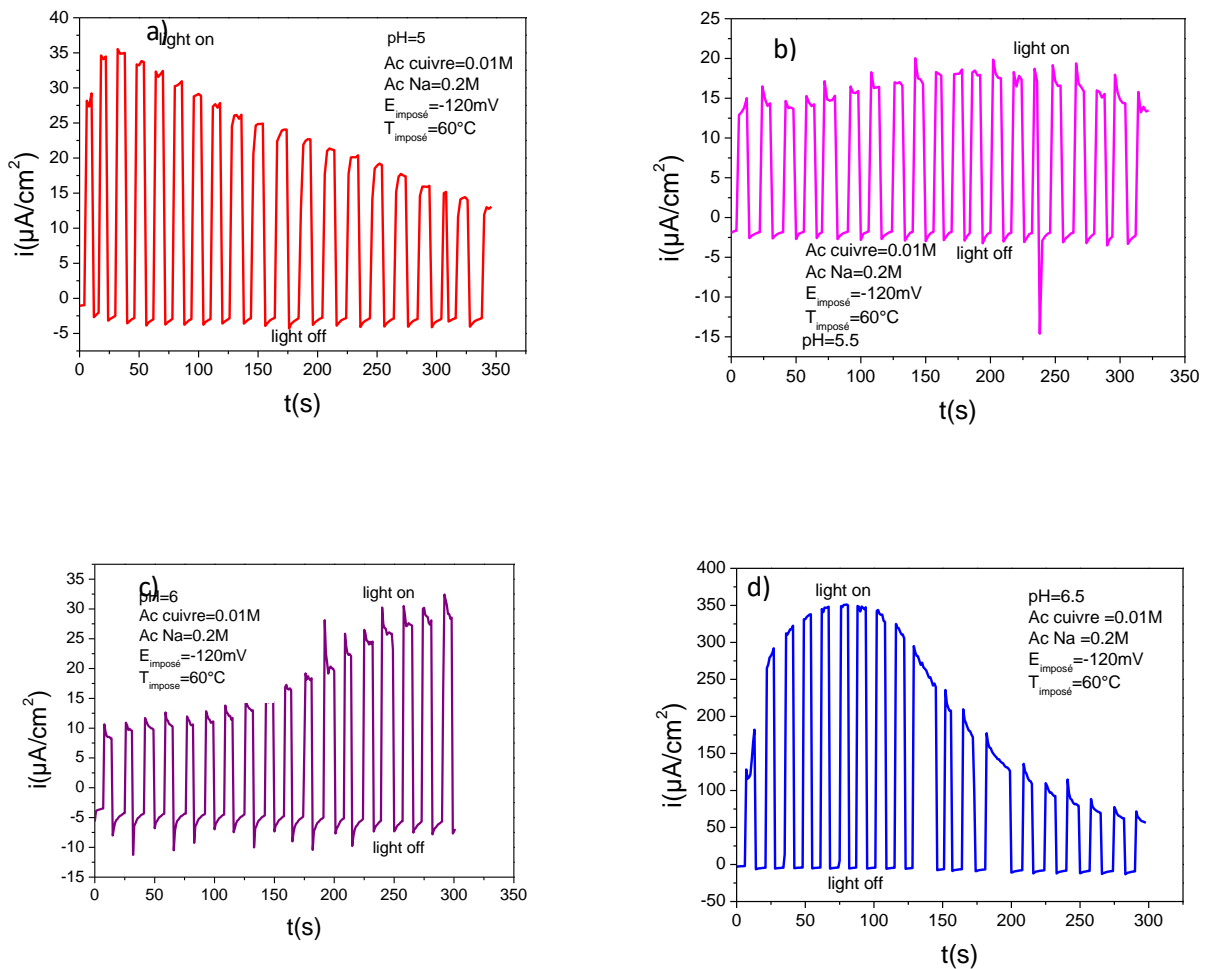 a)
light on
pH=5
Ac cuivre=0.01M
Ac Na=0.2M
E imposé=-120mV
T imposé=60°C
light off
40
35
30
25
20
15
10
5
0
-5
i(µA/cm²)
0 50 100 150 200 250 300 350
t(s)
b)
light on
light off
Ac cuivre=0.01M
Ac Na=0.2M
E imposé=-120mV
T imposé=60°C
pH=5.5
25
20
15
10
5
0
-5
-10
-15
i(µA/cm²)
0 50 100 150 200 250 300 350
t(s)
c)
pH=6
Ac cuivre=0.01M
Ac Na=0.2M
E imposé=-120mV
T impose=60°C
light on
light off
35
30
25
20
15
10
5
0
-5
-10
-15
i(µA/cm²)
0 50 100 150 200 250 300 350
t(s)
d)
light on
pH=6.5
Ac cuivre =0.01M
Ac Na =0.2M
E imposé=-120mV
T imposé=60°C
light off
400
350
300
250
200
150
100
50
0
-50
i(µA/cm²)
0 50 100 150 200 250 300
t(s)